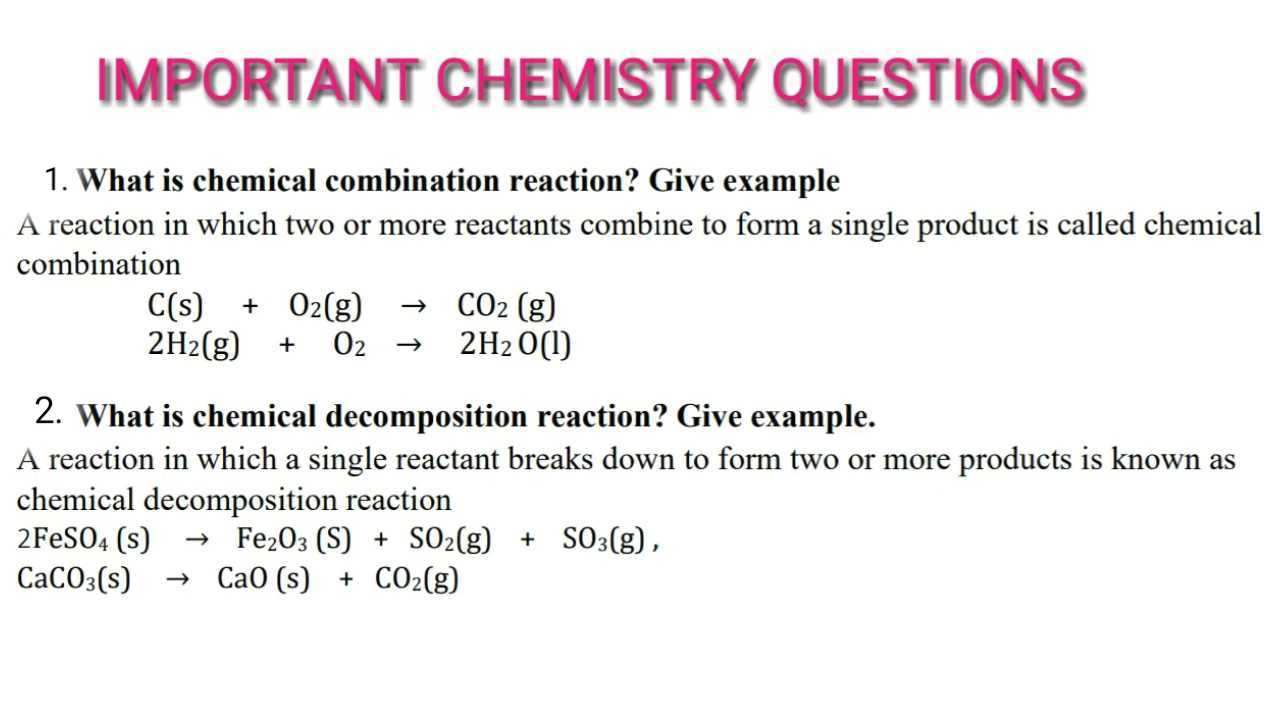 IMPORTANT CHEMISTRY QUESTIONS
1. What is chemical combination reaction? Give example
A reaction in which two or more reactants combine to form a single product is called chemical
combination
C(s) + O₂(g) → CO₂ (g)
2H₂(g) + O₂ → 2H₂ O(l)
2. What is chemical decomposition reaction? Give example.
A reaction in which a single reactant breaks down to form two or more products is known as
chemical decomposition reaction
2FeSO₄ (s) → Fe₂O₃ (S) + SO₂(g) + SO₃(g) ,
CaCO₃(s) → CaO (s) + CO₂(g)